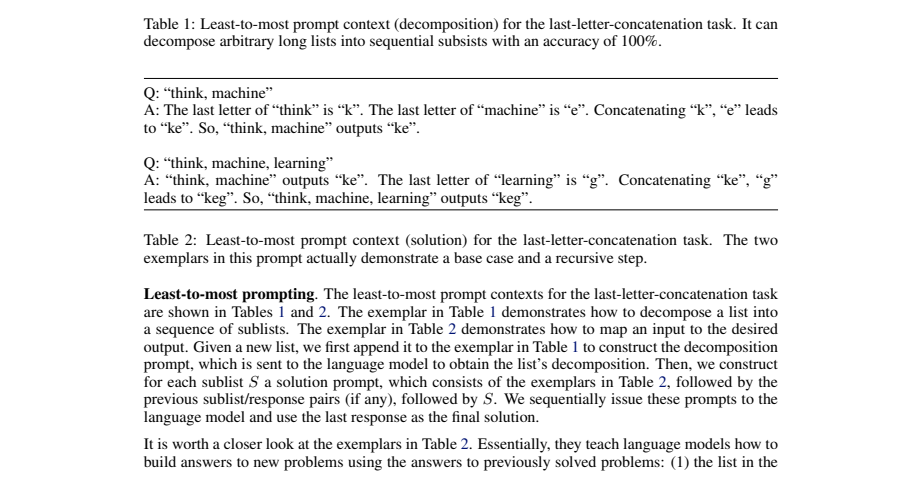 Table 1: Least-to-most prompt context (decomposition) for the last-letter-concatenation task. It can
decompose arbitrary long lists into sequential subsists with an accuracy of 100%.
Q: “think, machine”
A: The last letter of “think” is “k”. The last letter of “machine” is “e”. Concatenating “k”, “e” leads
to “ke”. So, “think, machine” outputs “ke”.
Q: “think, machine, learning”
A: “think, machine” outputs “ke”. The last letter of “learning” is “g”. Concatenating “ke”, “g”
leads to “keg”. So, “think, machine, learning” outputs “keg”.
Table 2: Least-to-most prompt context (solution) for the last-letter-concatenation task. The two
exemplars in this prompt actually demonstrate a base case and a recursive step.
Least-to-most prompting. The least-to-most prompt contexts for the last-letter-concatenation task
are shown in Tables 1 and 2. The exemplar in Table 1 demonstrates how to decompose a list into
a sequence of sublists. The exemplar in Table 2 demonstrates how to map an input to the desired
output. Given a new list, we first append it to the exemplar in Table 1 to construct the decomposition
prompt, which is sent to the language model to obtain the list’s decomposition. Then, we construct
for each sublist S a solution prompt, which consists of the exemplars in Table 2, followed by the
previous sublist/response pairs (if any), followed by S. We sequentially issue these prompts to the
language model and use the last response as the final solution.
It is worth a closer look at the exemplars in Table 2. Essentially, they teach language models how to
build answers to new problems using the answers to previously solved problems: (1) the list in the